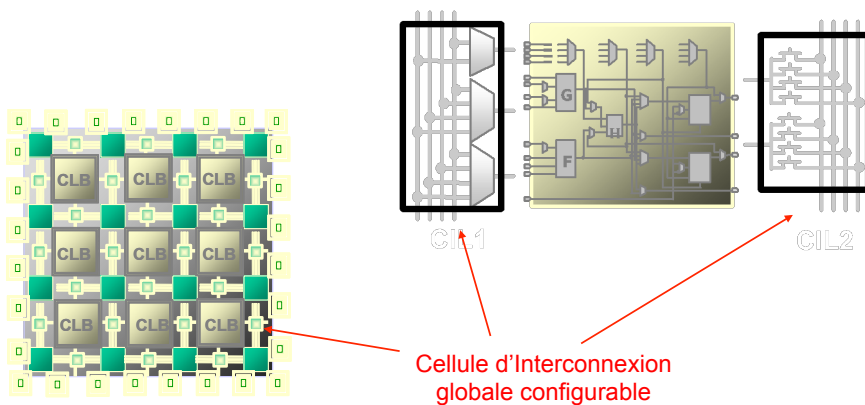 G
H
F
CIL1
CIL2
CLB CLB CLB
CLB CLB CLB
CLB CLB CLB
Cellule d’Interconnexion
globale configurable